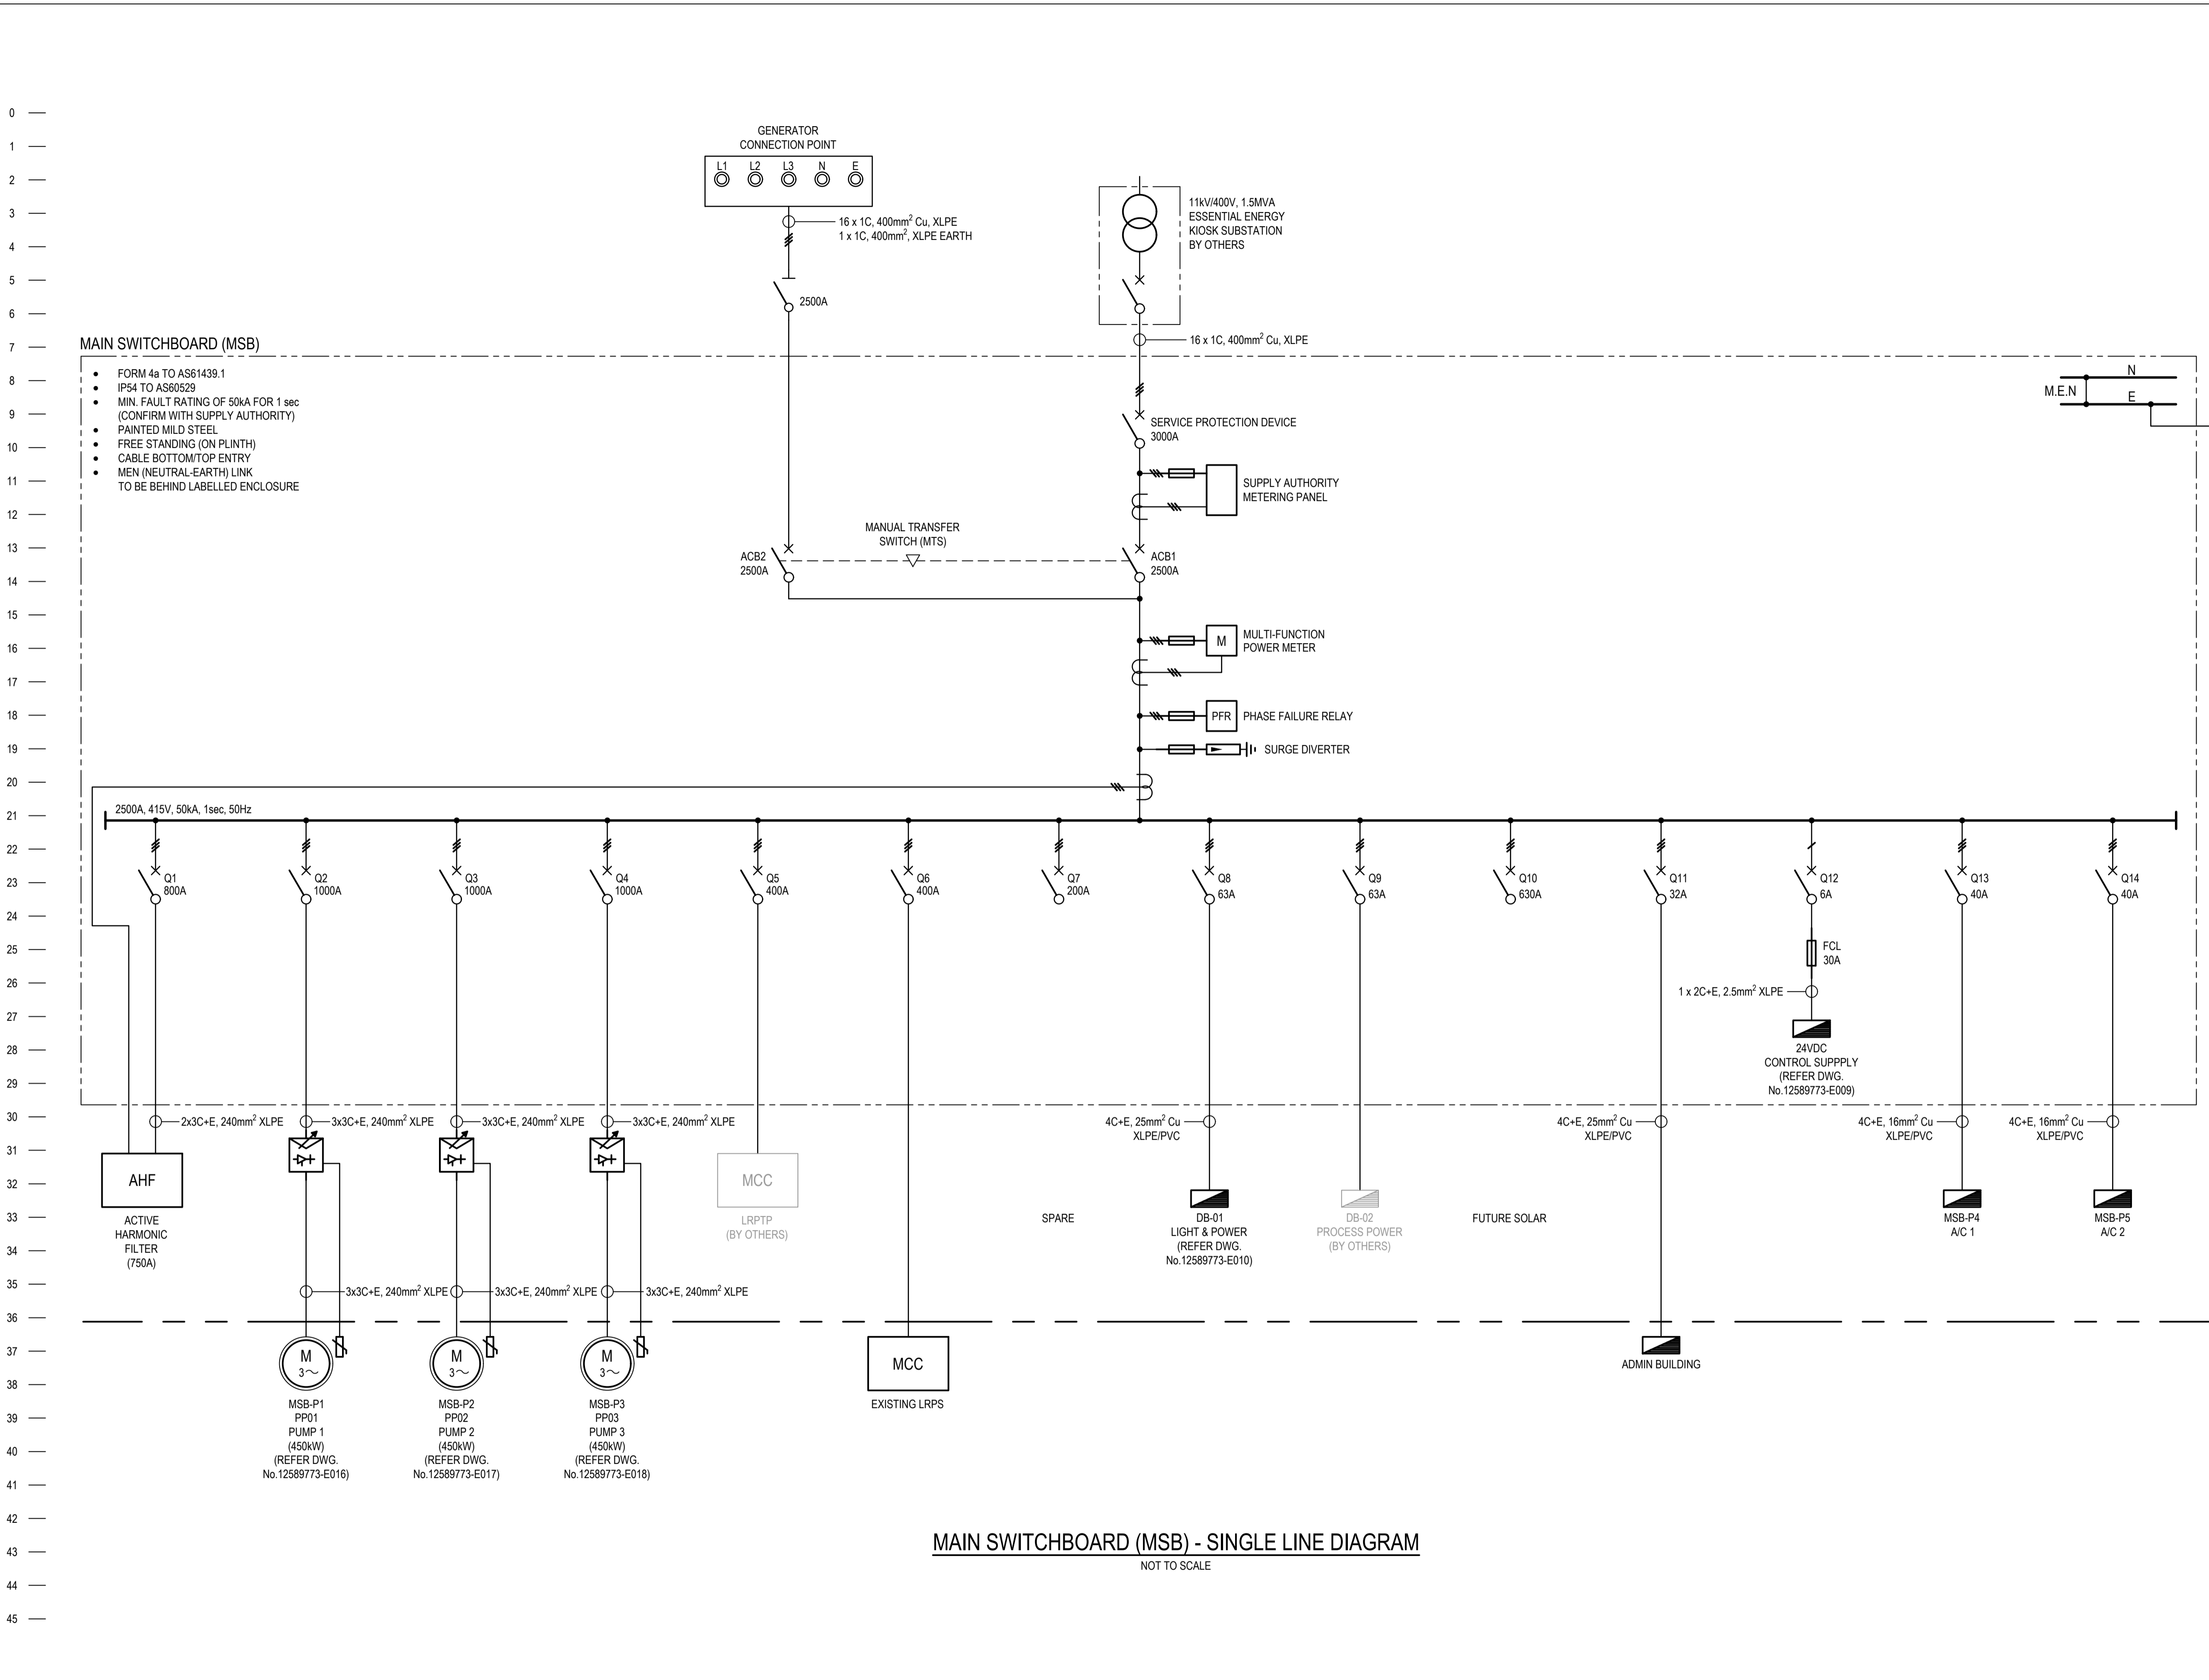 0
1
2
3
4
5
6
7
8
9
10
11
12
13
14
15
16
17
18
19
20
21
22
23
24
25
26
27
28
29
30
31
32
33
34
35
36
37
38
39
40
41
42
43
44
45
GENERATOR
CONNECTION POINT
L1 L2 L3 N E
16 x 1C, 400mm² Cu, XLPE
1 x 1C, 400mm², XLPE EARTH
2500A
11kV/400V, 1.5MVA
ESSENTIAL ENERGY
KIOSK SUBSTATION
BY OTHERS
16 x 1C, 400mm² Cu, XLPE
MAIN SWITCHBOARD (MSB)
• FORM 4a TO AS61439.1
• IP54 TO AS60529
• MIN. FAULT RATING OF 50kA FOR 1 sec
(CONFIRM WITH SUPPLY AUTHORITY)
• PAINTED MILD STEEL
• FREE STANDING (ON PLINTH)
• CABLE BOTTOM/TOP ENTRY
• MEN (NEUTRAL-EARTH) LINK
TO BE BEHIND LABELLED ENCLOSURE
N
M.E.N
E
SERVICE PROTECTION DEVICE
3000A
SUPPLY AUTHORITY
METERING PANEL
MANUAL TRANSFER
SWITCH (MTS)
ACB2
2500A
ACB1
2500A
M
MULTI-FUNCTION
POWER METER
PFR
PHASE FAILURE RELAY
SURGE DIVERTER
2500A, 415V, 50kA, 1sec, 50Hz
Q1
800A
Q2
1000A
Q3
1000A
Q4
1000A
Q5
400A
Q6
400A
Q7
200A
Q8
63A
Q9
63A
Q10
630A
Q11
32A
Q12
6A
Q13
40A
Q14
40A
FCL
30A
1 x 2C+E, 2.5mm² XLPE
24VDC
CONTROL SUPPPLY
(REFER DWG.
No.12589773-E009)
2x3C+E, 240mm² XLPE
3x3C+E, 240mm² XLPE
3x3C+E, 240mm² XLPE
3x3C+E, 240mm² XLPE
4C+E, 25mm² Cu
XLPE/PVC
4C+E, 25mm² Cu
XLPE/PVC
4C+E, 16mm² Cu
XLPE/PVC
4C+E, 16mm² Cu
XLPE/PVC
AHF
ACTIVE
HARMONIC
FILTER
(750A)
MCC
LRPTP
(BY OTHERS)
SPARE
DB-01
LIGHT & POWER
(REFER DWG.
No.12589773-E010)
DB-02
PROCESS POWER
(BY OTHERS)
FUTURE SOLAR
MSB-P4
A/C 1
MSB-P5
A/C 2
3x3C+E, 240mm² XLPE
3x3C+E, 240mm² XLPE
3x3C+E, 240mm² XLPE
M
3~
M
3~
M
3~
MSB-P1
PP01
PUMP 1
(450kW)
(REFER DWG.
No.12589773-E016)
MSB-P2
PP02
PUMP 2
(450kW)
(REFER DWG.
No.12589773-E017)
MSB-P3
PP03
PUMP 3
(450kW)
(REFER DWG.
No.12589773-E018)
MCC
EXISTING LRPS
ADMIN BUILDING
MAIN SWITCHBOARD (MSB) - SINGLE LINE DIAGRAM
NOT TO SCALE